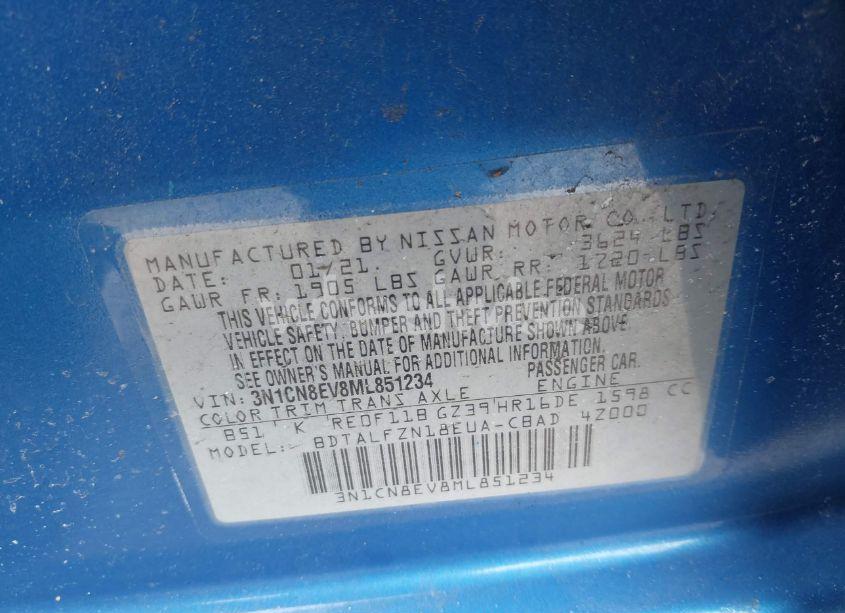 MANUFACTURED BY NISSAN MOTOR CO., LTD.
DATE: 01/21 GVWR: 3624 LBS
GAWR FR: 1905 LBS GAWR RR: 1720 LBS
THIS VEHICLE CONFORMS TO ALL APPLICABLE FEDERAL MOTOR
VEHICLE SAFETY, BUMPER AND THEFT PREVENTION STANDARDS
IN EFFECT ON THE DATE OF MANUFACTURE SHOWN ABOVE.
SEE OWNER'S MANUAL FOR ADDITIONAL INFORMATION.
VIN: 3N1CN8EV8ML851234 PASSENGER CAR.
COLOR TRIM TRANS AXLE ENGINE
B51 K RE0F11B GZ39 HR16DE 1598 CC
MODEL: BDTALFZN18EUA-CBAD 4Z000
3N1CN8EV8ML851234